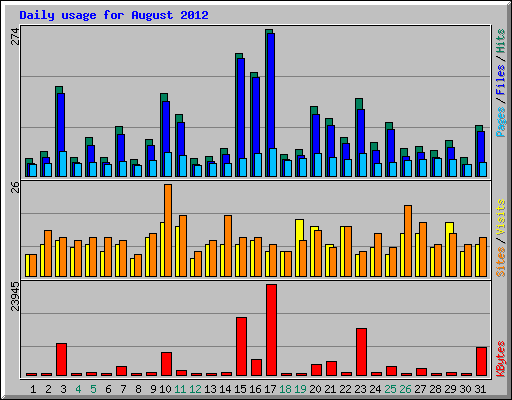 Daily usage for August 2012
274
Pages / Files / Hits
26
Sites / Visits
23945
KBytes
1 2 3 4 5 6 7 8 9 10 11 12 13 14 15 16 17 18 19 20 21 22 23 24 25 26 27 28 29 30 31